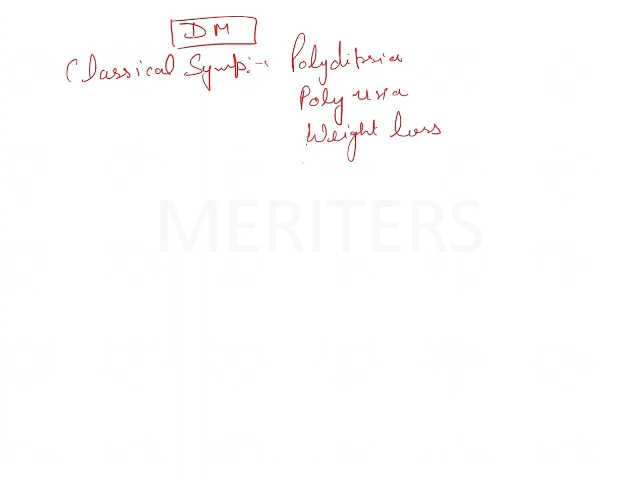 DM
Classical Symp:- Polydipsia
Polyuria
Weight loss
MERITERS